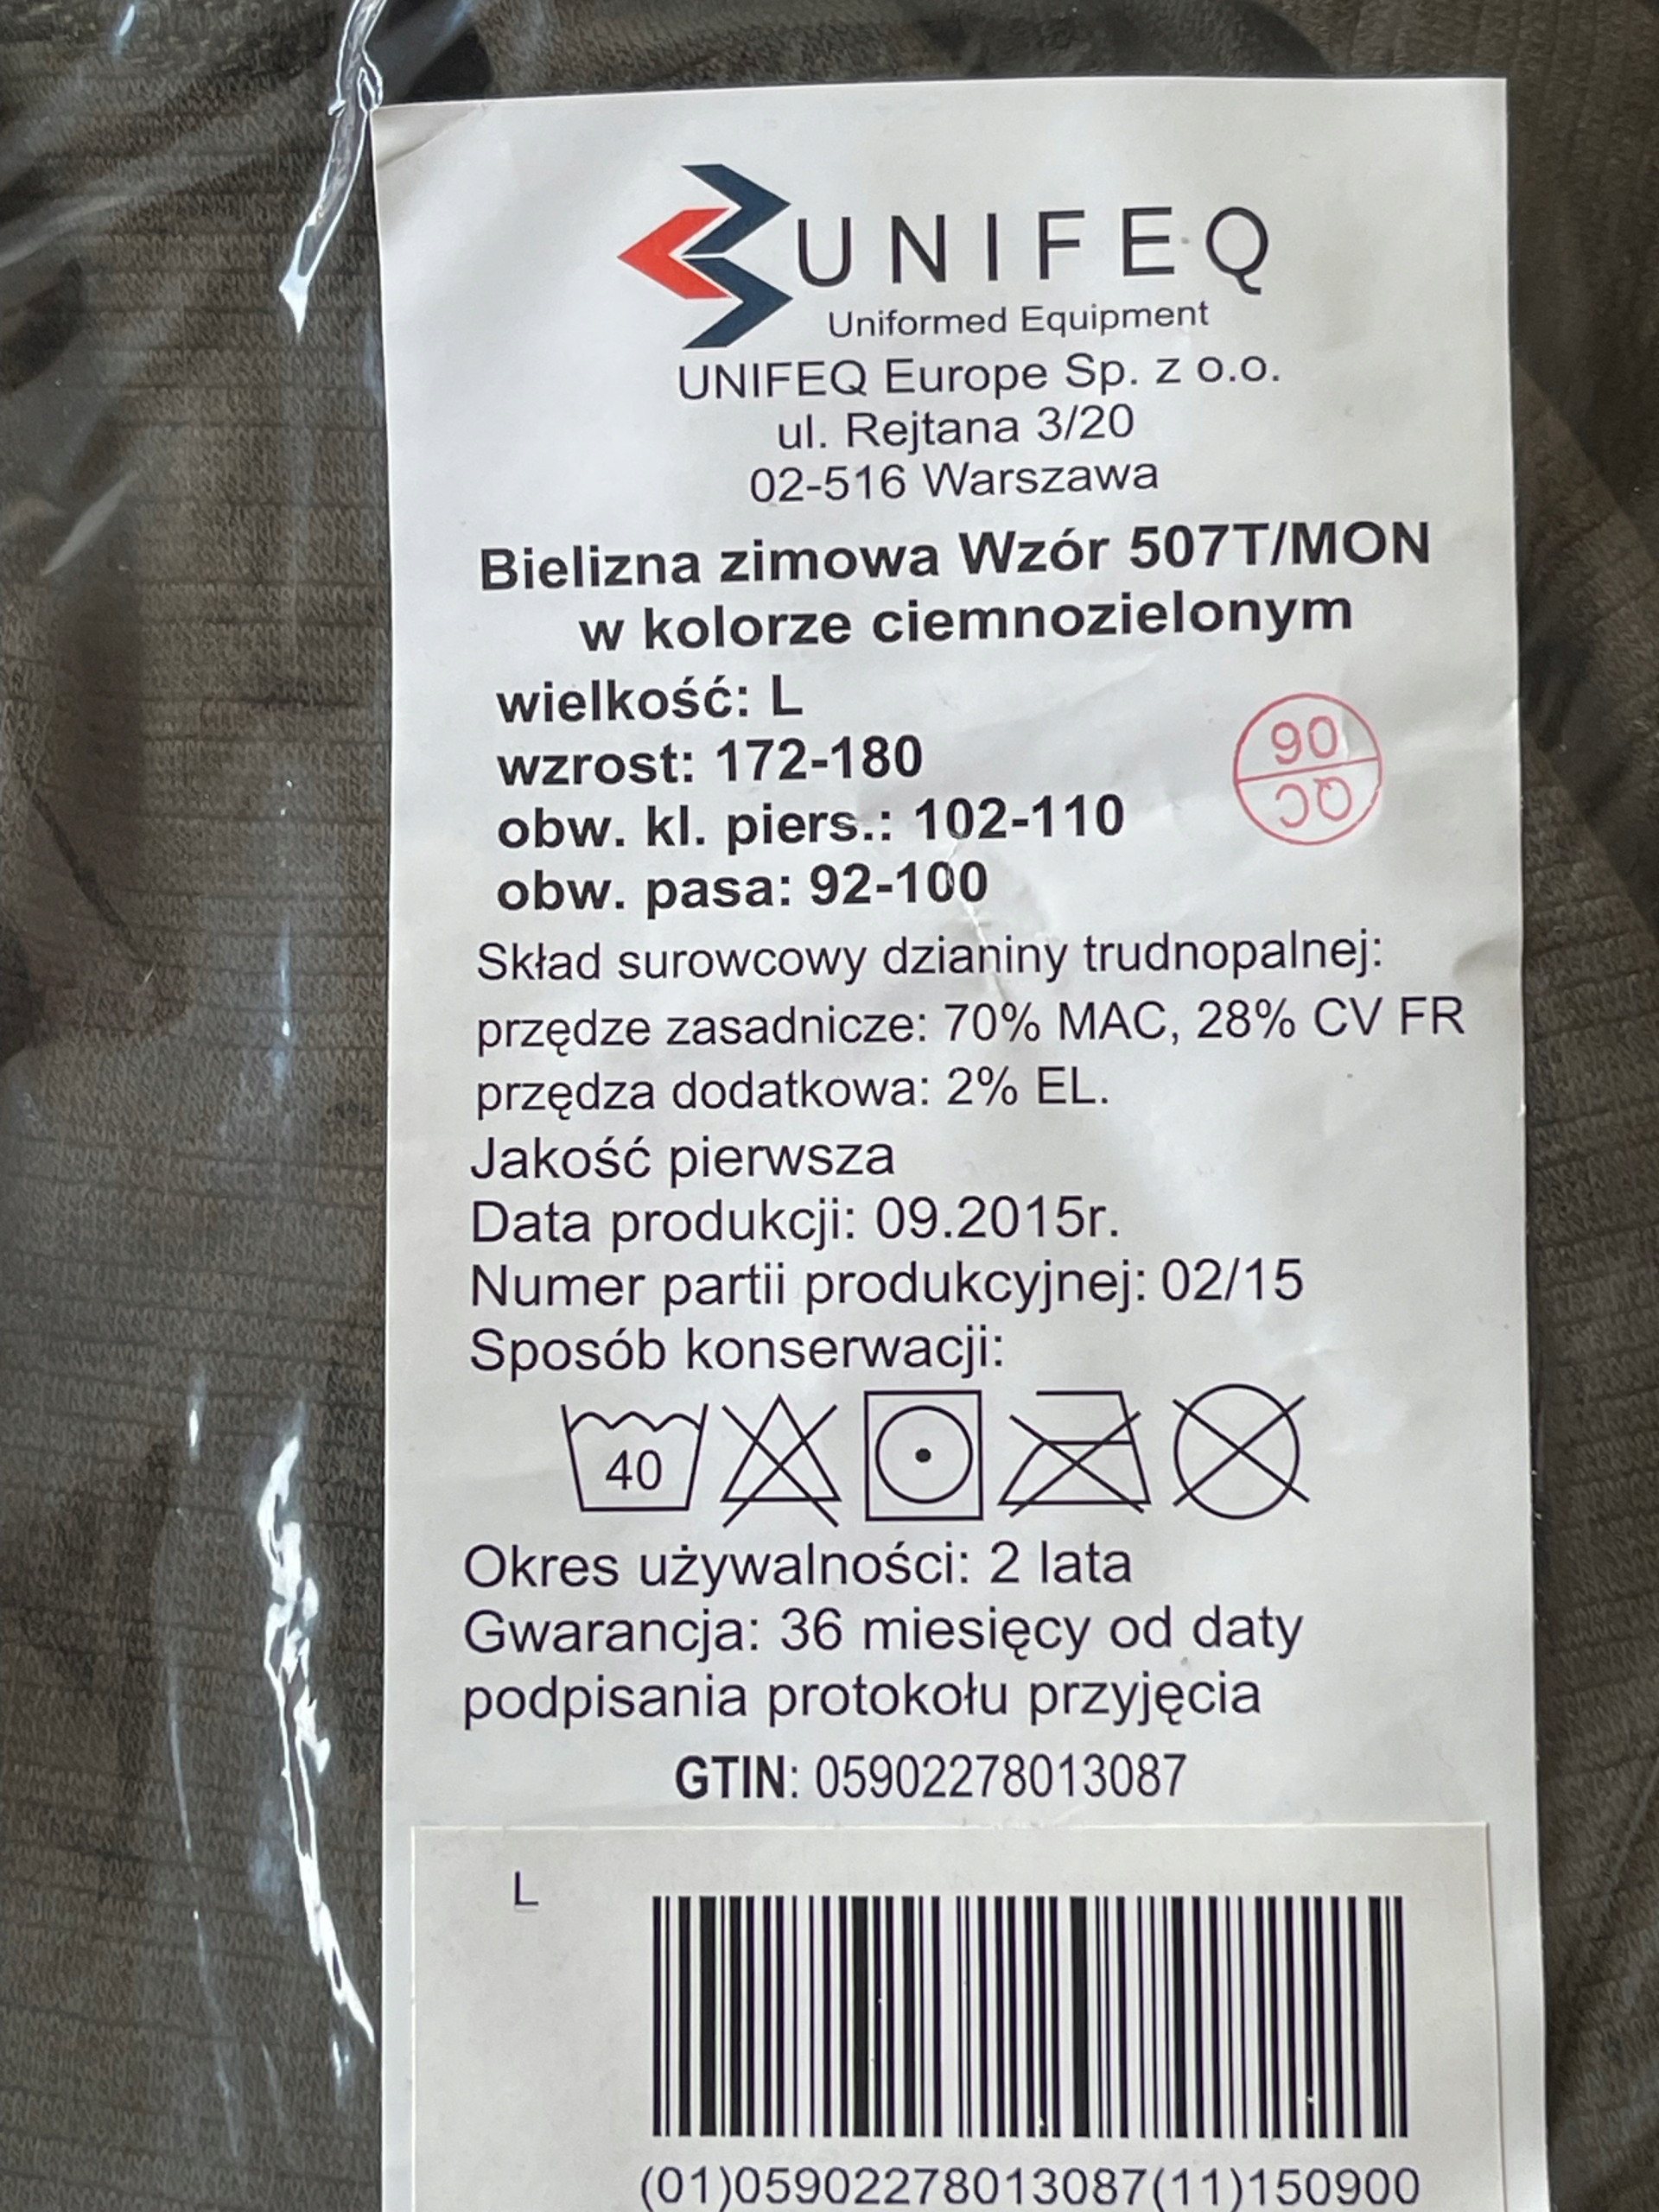 UNIFEQ
Uniformed Equipment
UNIFEQ Europe Sp. z o.o.
ul. Rejtana 3/20
02-516 Warszawa
Bielizna zimowa Wzór 507T/MON
w kolorze ciemnozielonym
wielkość: L
wzrost: 172-180
obw. kl. piers.: 102-110
obw. pasa: 92-100
90
QC
Skład surowcowy dzianiny trudnopalnej:
przędze zasadnicze: 70% MAC, 28% CV FR
przędza dodatkowa: 2% EL.
Jakość pierwsza
Data produkcji: 09.2015r.
Numer partii produkcyjnej: 02/15
Sposób konserwacji:
40
Okres używalności: 2 lata
Gwarancja: 36 miesięcy od daty
podpisania protokołu przyjęcia
GTIN: 05902278013087
L
(01)05902278013087(11)150900